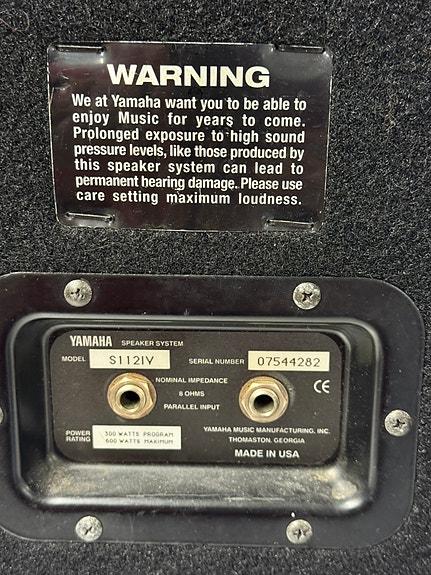 WARNING
We at Yamaha want you to be able to
enjoy Music for years to come.
Prolonged exposure to high sound
pressure levels, like those produced by
this speaker system can lead to
permanent hearing damage. Please use
care setting maximum loudness.
YAMAHA SPEAKER SYSTEM
MODEL S112IV SERIAL NUMBER 07544282
NOMINAL IMPEDANCE
8 OHMS
PARALLEL INPUT
CE
POWER RATING 300 WATTS PROGRAM
600 WATTS MAXIMUM
YAMAHA MUSIC MANUFACTURING, INC.
THOMASTON, GEORGIA
MADE IN USA